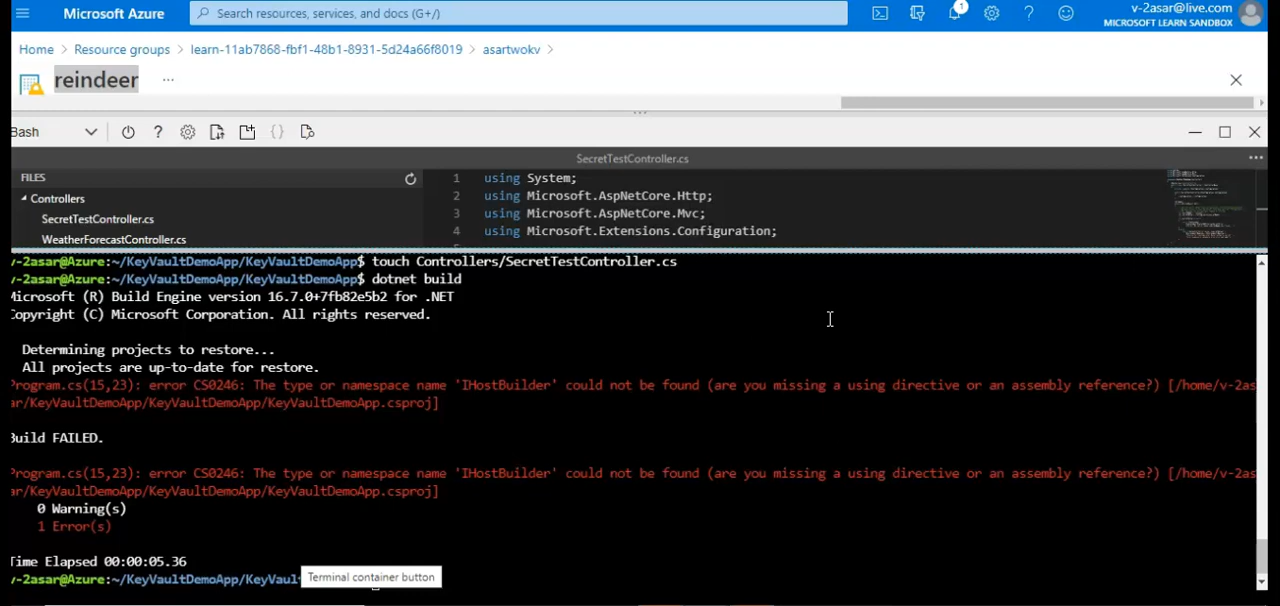 Microsoft Azure
Search resources, services, and docs (G+/)
1
v-2asar@live.com
MICROSOFT LEARN SANDBOX
Home > Resource groups > learn-11ab7868-fbf1-48b1-8931-5d24a66f8019 > asartwokv >
reindeer ...
Bash
SecretTestController.cs
FILES
Controllers
SecretTestController.cs
WeatherForecastController.cs
1 using System;
2 using Microsoft.AspNetCore.Http;
3 using Microsoft.AspNetCore.Mvc;
4 using Microsoft.Extensions.Configuration;
v-2asar@Azure:~/KeyVaultDemoApp/KeyVaultDemoApp$ touch Controllers/SecretTestController.cs
v-2asar@Azure:~/KeyVaultDemoApp/KeyVaultDemoApp$ dotnet build
Microsoft (R) Build Engine version 16.7.0+7fb82e5b2 for .NET
Copyright (C) Microsoft Corporation. All rights reserved.
Determining projects to restore...
All projects are up-to-date for restore.
Program.cs(15,23): error CS0246: The type or namespace name 'IHostBuilder' could not be found (are you missing a using directive or an assembly reference?) [/home/v-2as
ar/KeyVaultDemoApp/KeyVaultDemoApp/KeyVaultDemoApp.csproj]
Build FAILED.
Program.cs(15,23): error CS0246: The type or namespace name 'IHostBuilder' could not be found (are you missing a using directive or an assembly reference?) [/home/v-2as
ar/KeyVaultDemoApp/KeyVaultDemoApp/KeyVaultDemoApp.csproj]
0 Warning(s)
1 Error(s)
Time Elapsed 00:00:05.36
v-2asar@Azure:~/KeyVaultDemoApp/KeyVaul
Terminal container button